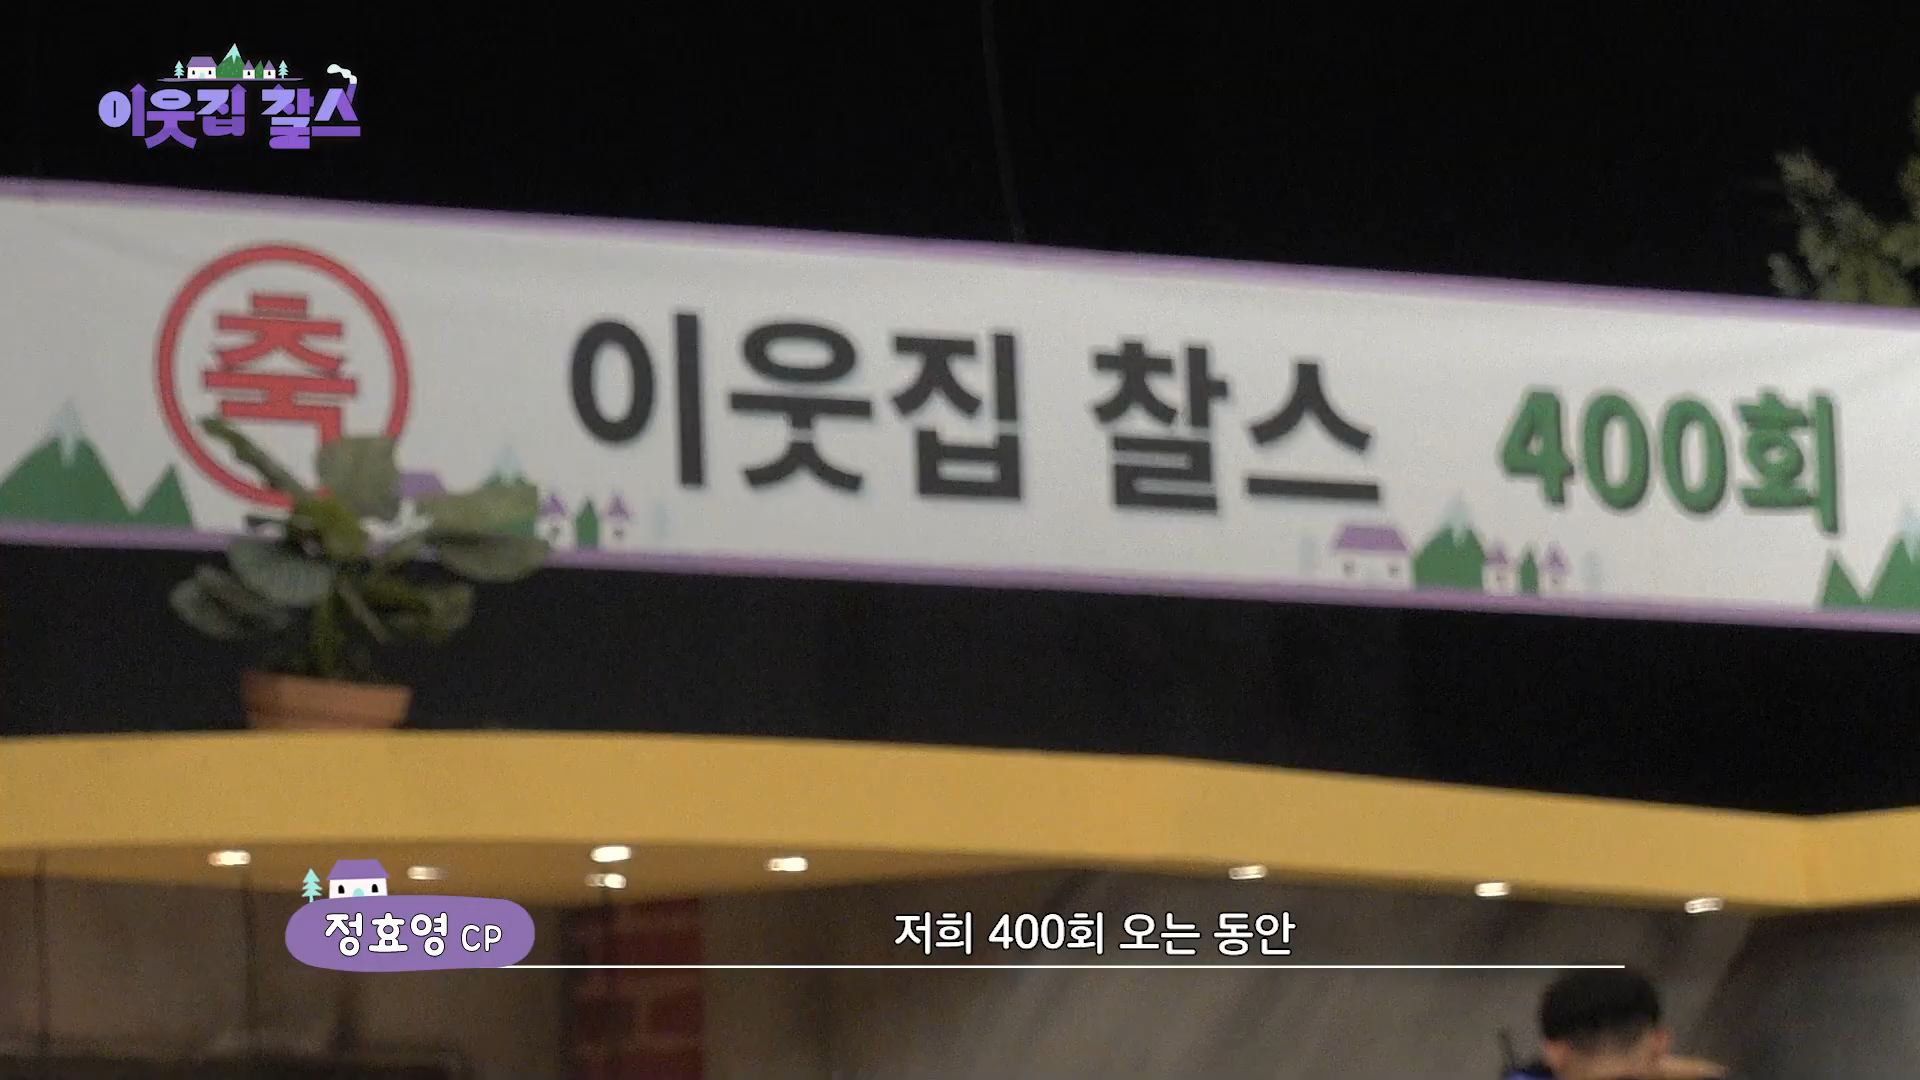 이웃집 찰스
축 이웃집 찰스 400회
정효영 CP 저희 400회 오는 동안